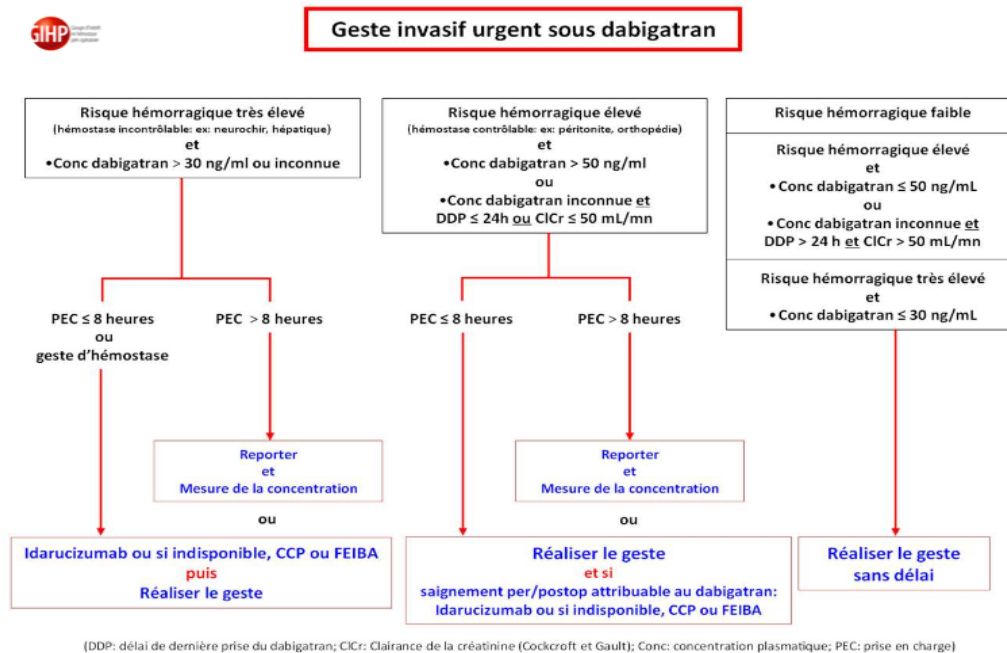 GIHP
Geste invasif urgent sous dabigatran
Risque hémorragique très élevé
(hémostase incontrôlable: ex: neurochir, hépatique)
et
•Conc dabigatran > 30 ng/ml ou inconnue
PEC ≤ 8 heures
ou
geste d’hémostase
PEC > 8 heures
Reporter
et
Mesure de la concentration
ou
Idarucizumab ou si indisponible, CCP ou FEIBA
puis
Réaliser le geste
Risque hémorragique élevé
(hémostase contrôlable: ex: péritonite, orthopédie)
et
•Conc dabigatran > 50 ng/ml
ou
•Conc dabigatran inconnue et
DDP ≤ 24h ou ClCr ≤ 50 mL/mn
PEC ≤ 8 heures
PEC > 8 heures
Reporter
et
Mesure de la concentration
ou
Réaliser le geste
et si
saignement per/postop attribuable au dabigatran:
Idarucizumab ou si indisponible, CCP ou FEIBA
Risque hémorragique faible
Risque hémorragique élevé
et
•Conc dabigatran ≤ 50 ng/mL
ou
•Conc dabigatran inconnue et
DDP > 24 h et ClCr > 50 mL/mn
Risque hémorragique très élevé
et
•Conc dabigatran ≤ 30 ng/mL
Réaliser le geste
sans délai
(DDP: délai de dernière prise du dabigatran; ClCr: Clairance de la créatinine (Cockcroft et Gault); Conc: concentration plasmatique; PEC: prise en charge)